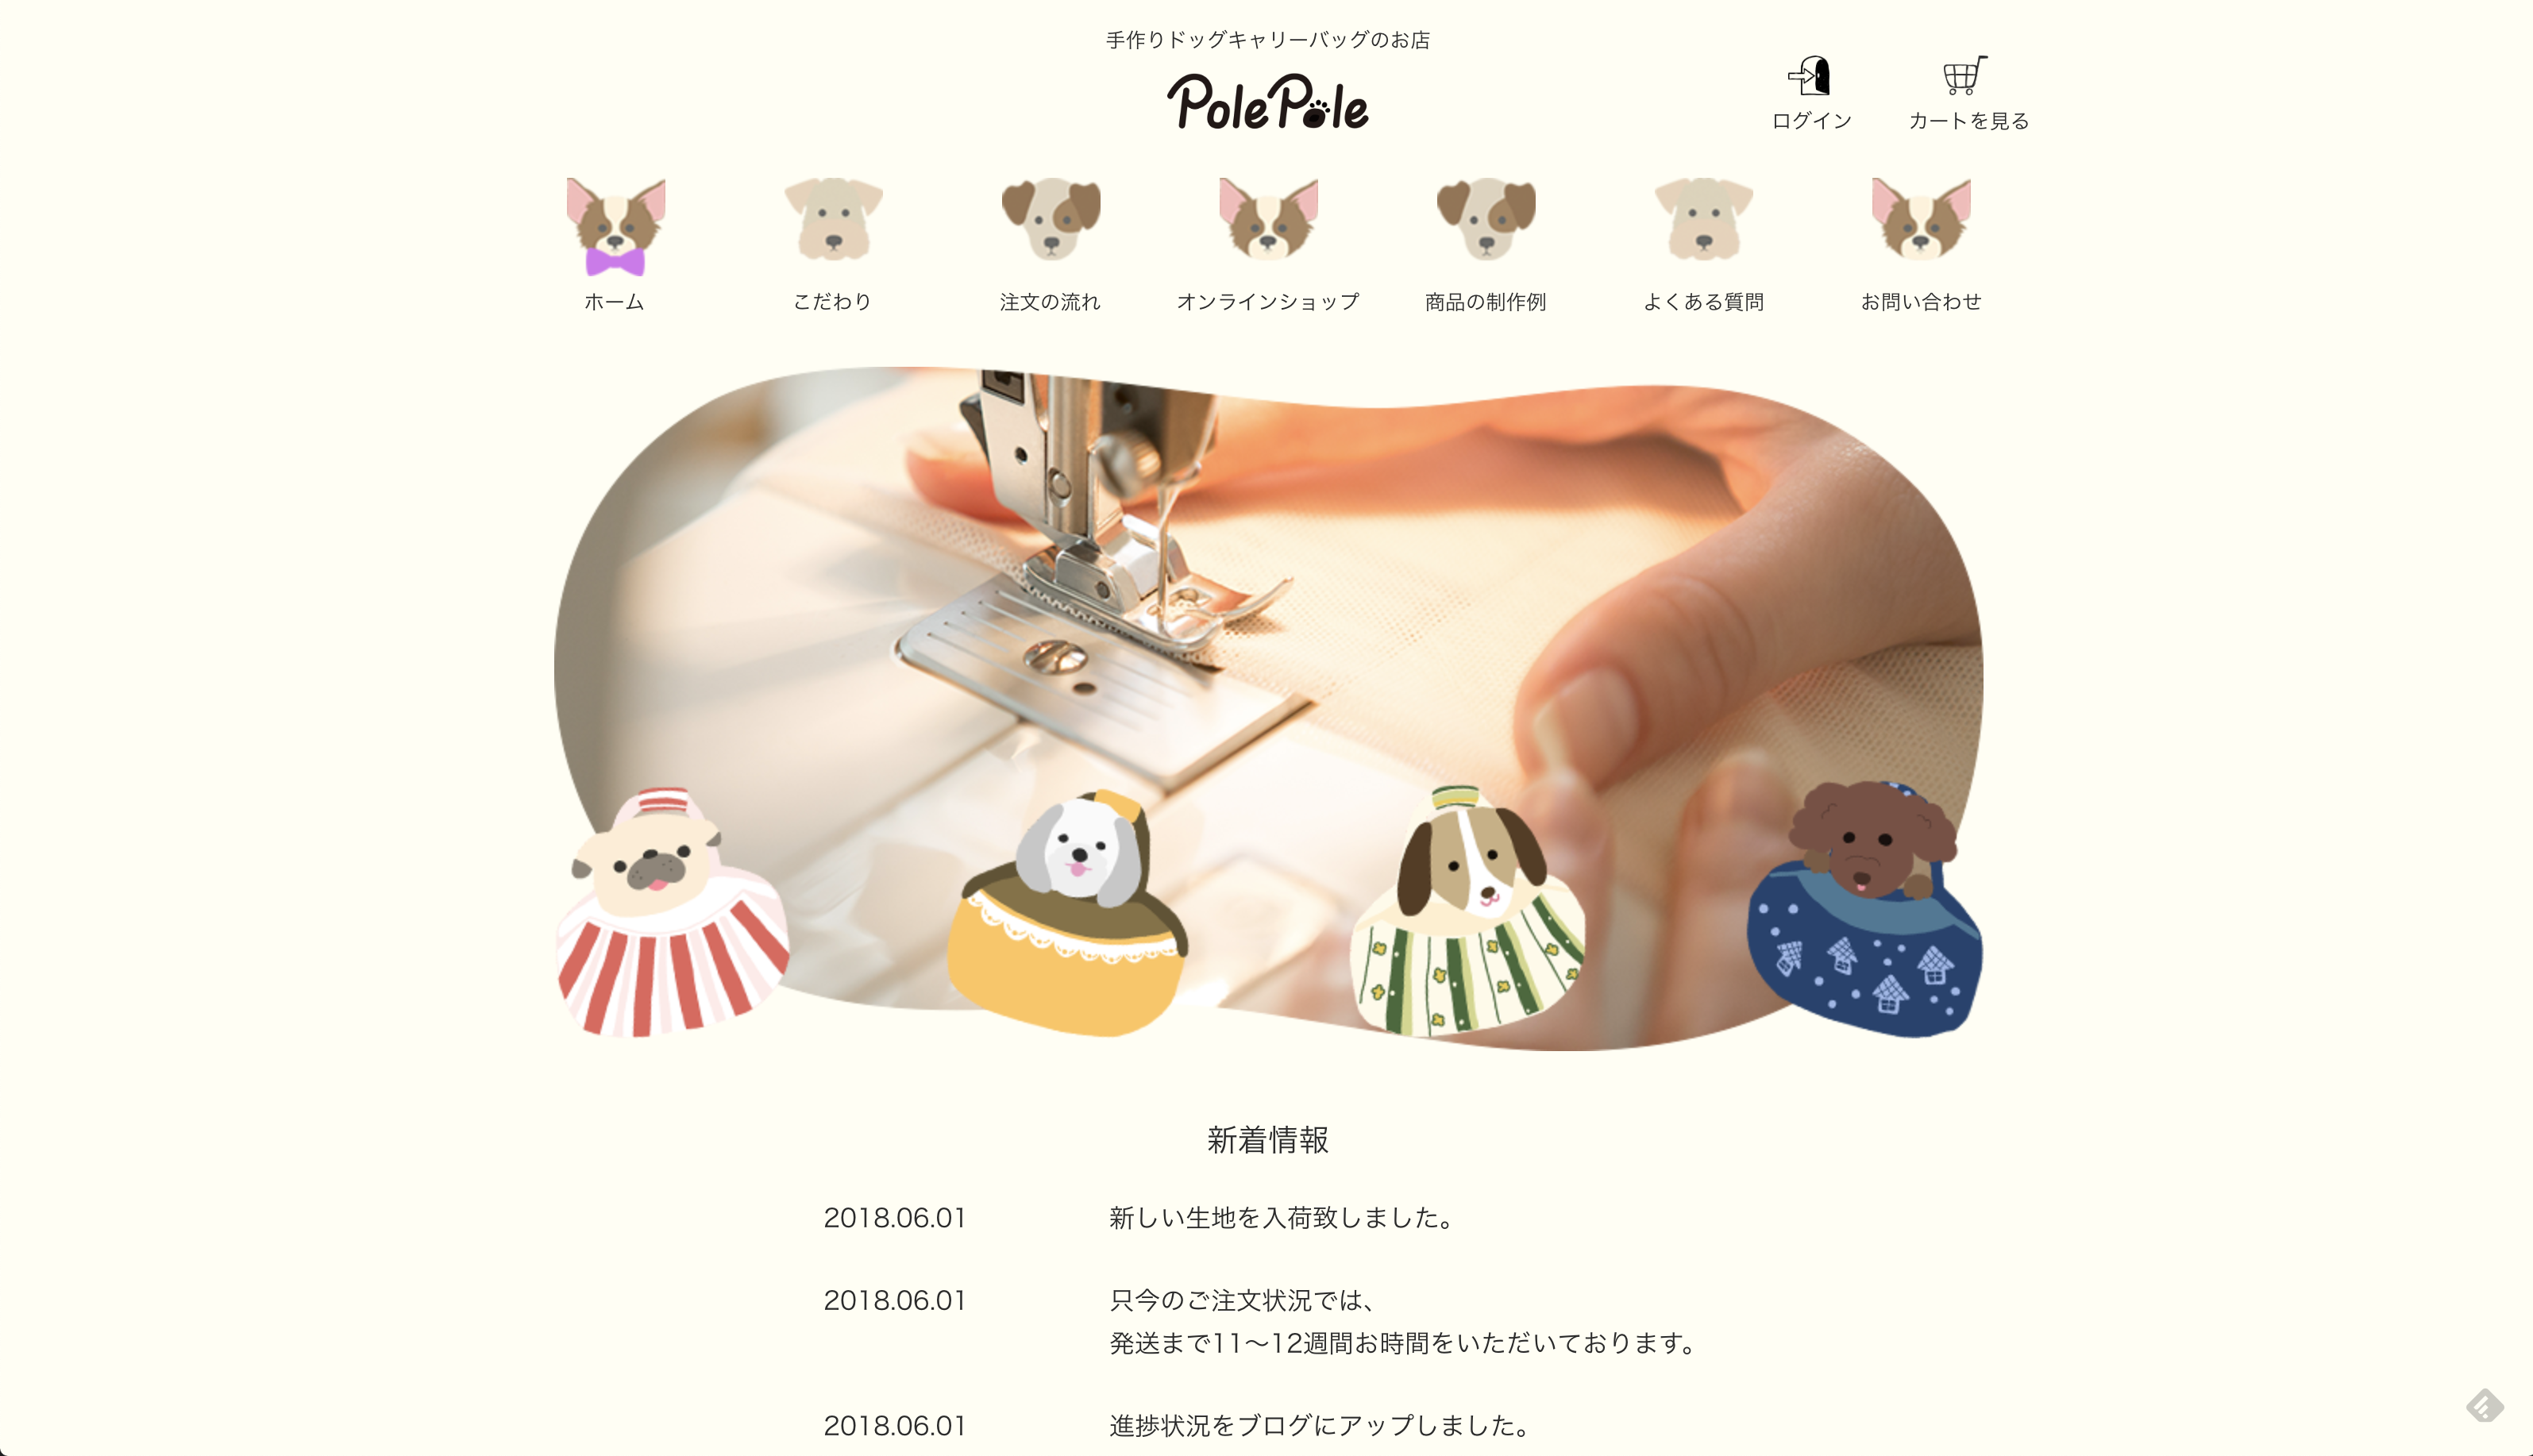 手作りドッグキャリーバッグのお店
PolePole
ログイン
カートを見る
ホーム
こだわり
注文の流れ
オンラインショップ
商品の制作例
よくある質問
お問い合わせ
新着情報
2018.06.01 新しい生地を入荷致しました。
2018.06.01 只今のご注文状況では、
発送まで11〜12週間お時間をいただいております。
2018.06.01 進捗状況をブログにアップしました。